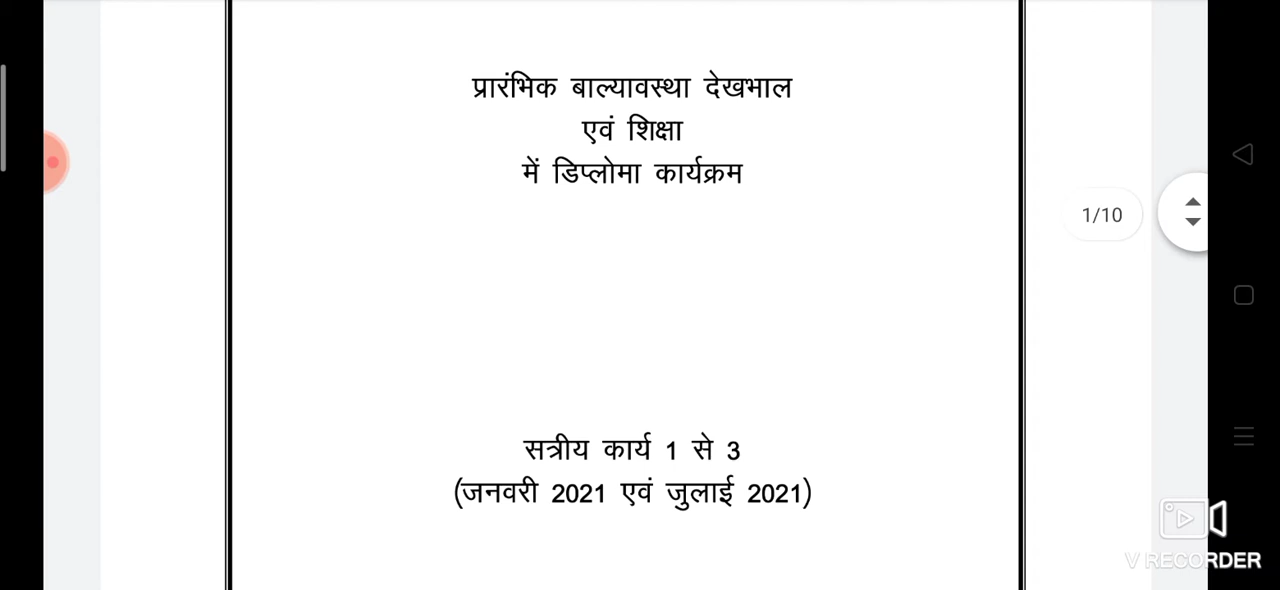 प्रारंभिक बाल्यावस्था देखभाल
एवं शिक्षा
में डिप्लोमा कार्यक्रम
1/10
सत्रीय कार्य 1 से 3
(जनवरी 2021 एवं जुलाई 2021)
V RECORDER